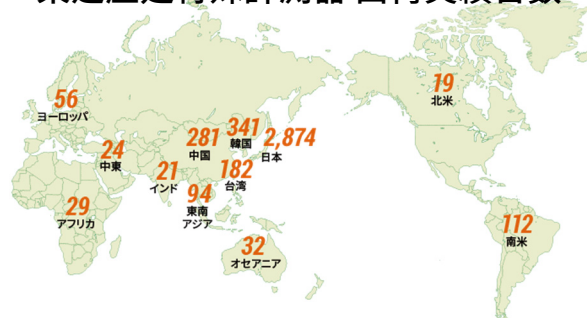 56
ヨーロッパ
24
中東
29
アフリカ
21
インド
281
中国
341
韓国
2,874
日本
182
台湾
94
東南
アジア
32
オセアニア
19
北米
112
南米